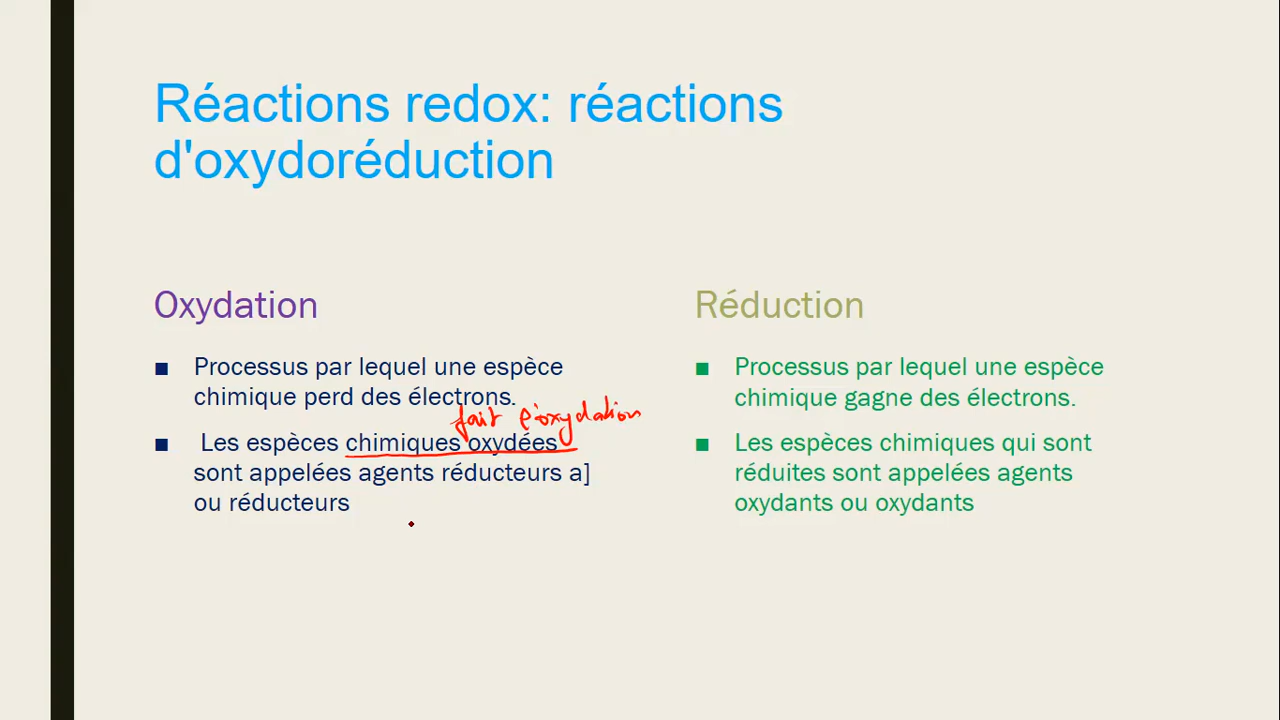 Réactions redox: réactions
d'oxydoréduction
Oxydation
■ Processus par lequel une espèce
chimique perd des électrons.
fait l'oxydation
■ Les espèces chimiques oxydées
sont appelées agents réducteurs a]
ou réducteurs
Réduction
■ Processus par lequel une espèce
chimique gagne des électrons.
■ Les espèces chimiques qui sont
réduites sont appelées agents
oxydants ou oxydants